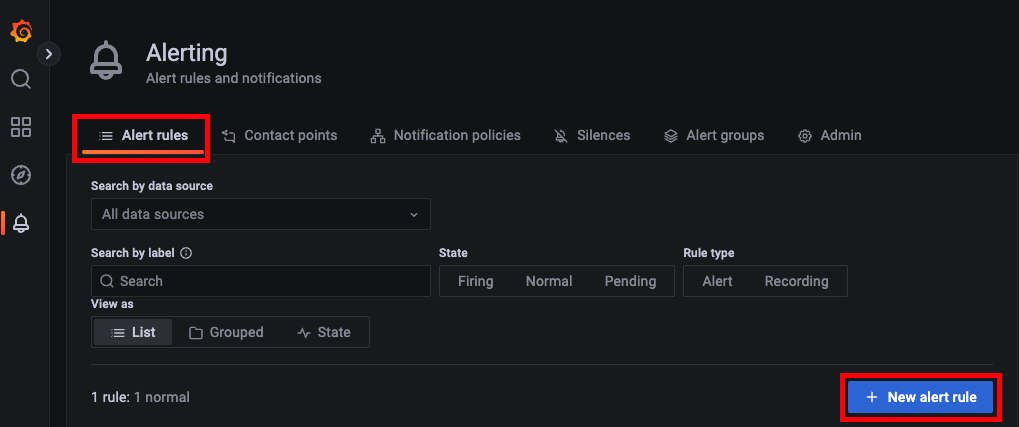 Alerting
Alert rules and notifications
Alert rules Contact points Notification policies Silences Alert groups Admin
Search by data source
All data sources
Search by label State Rule type
Search Firing Normal Pending Alert Recording
View as
List Grouped State
1 rule: 1 normal + New alert rule